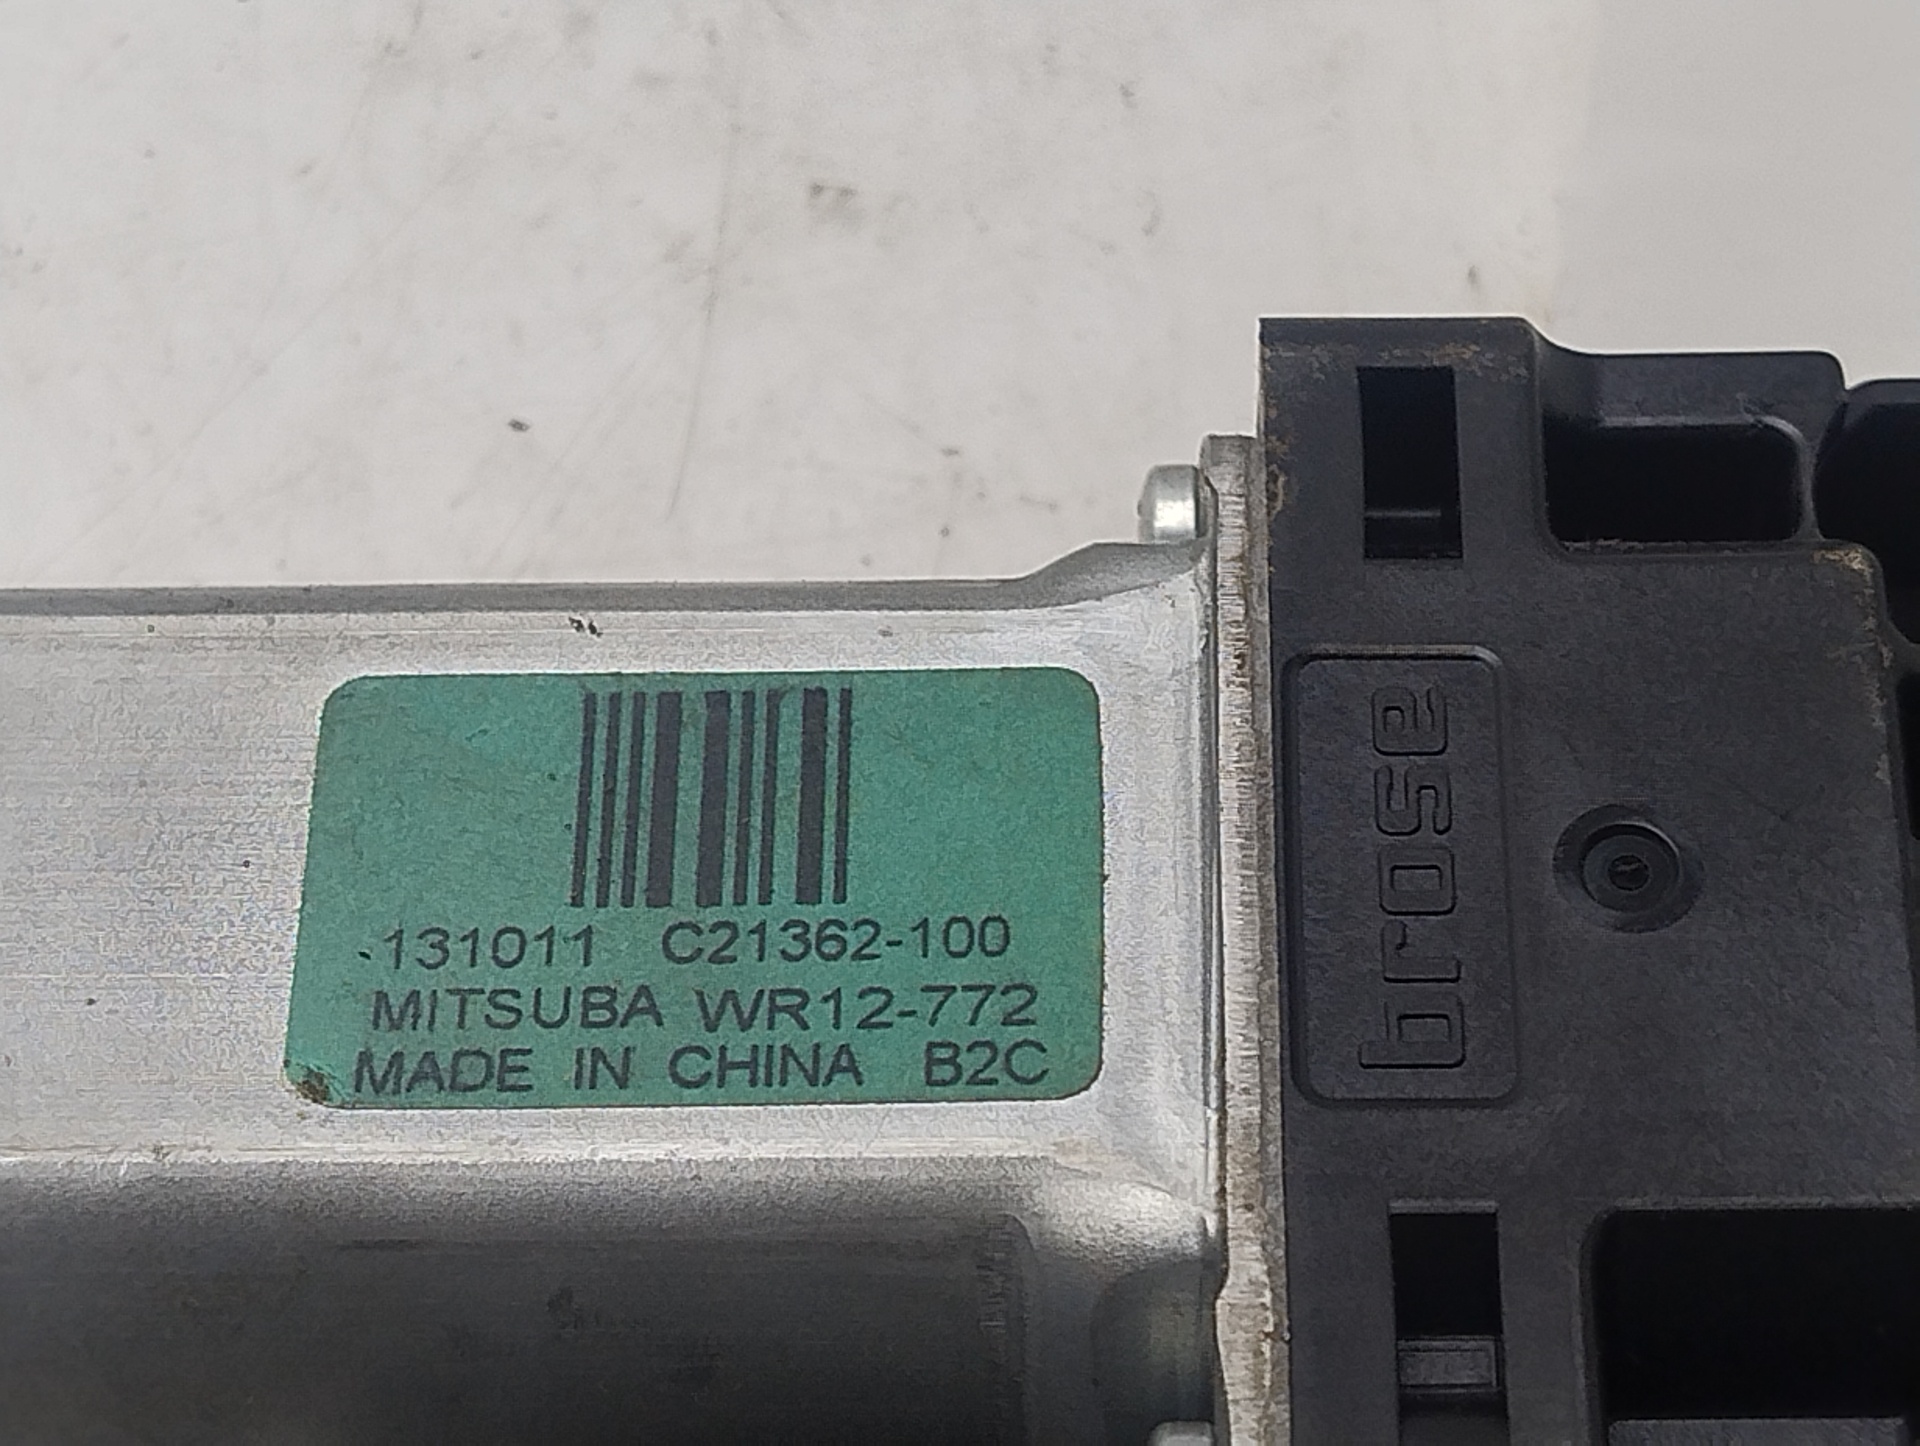 131011 C21362-100
MITSUBA WR12-772
MADE IN CHINA B2C
brose